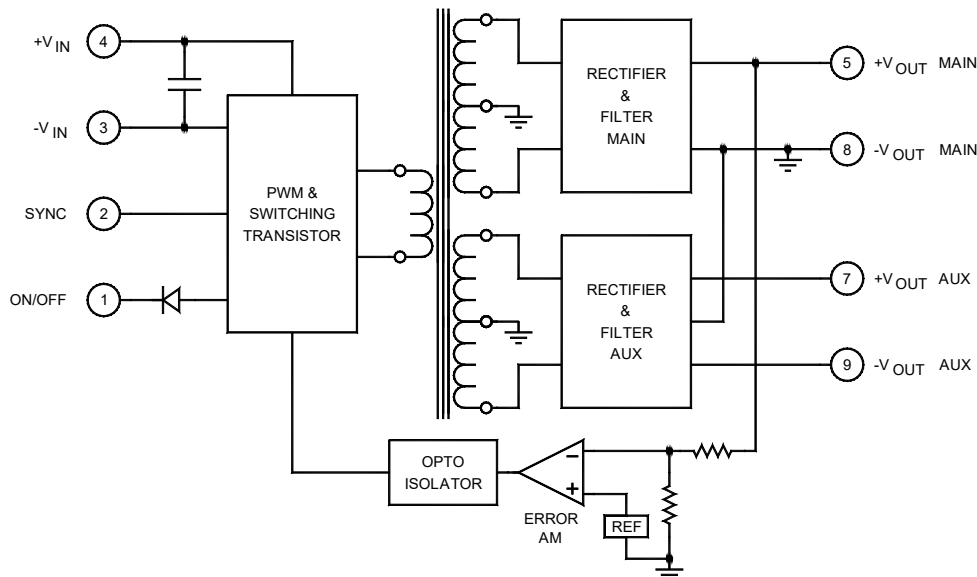 +V IN
4
-V IN
3
SYNC
2
ON/OFF
1
PWM &
SWITCHING
TRANSISTOR
RECTIFIER
&
FILTER
MAIN
5
+V OUT MAIN
8
-V OUT MAIN
RECTIFIER
&
FILTER
AUX
7
+V OUT AUX
9
-V OUT AUX
OPTO
ISOLATOR
–
+
ERROR
AM
REF